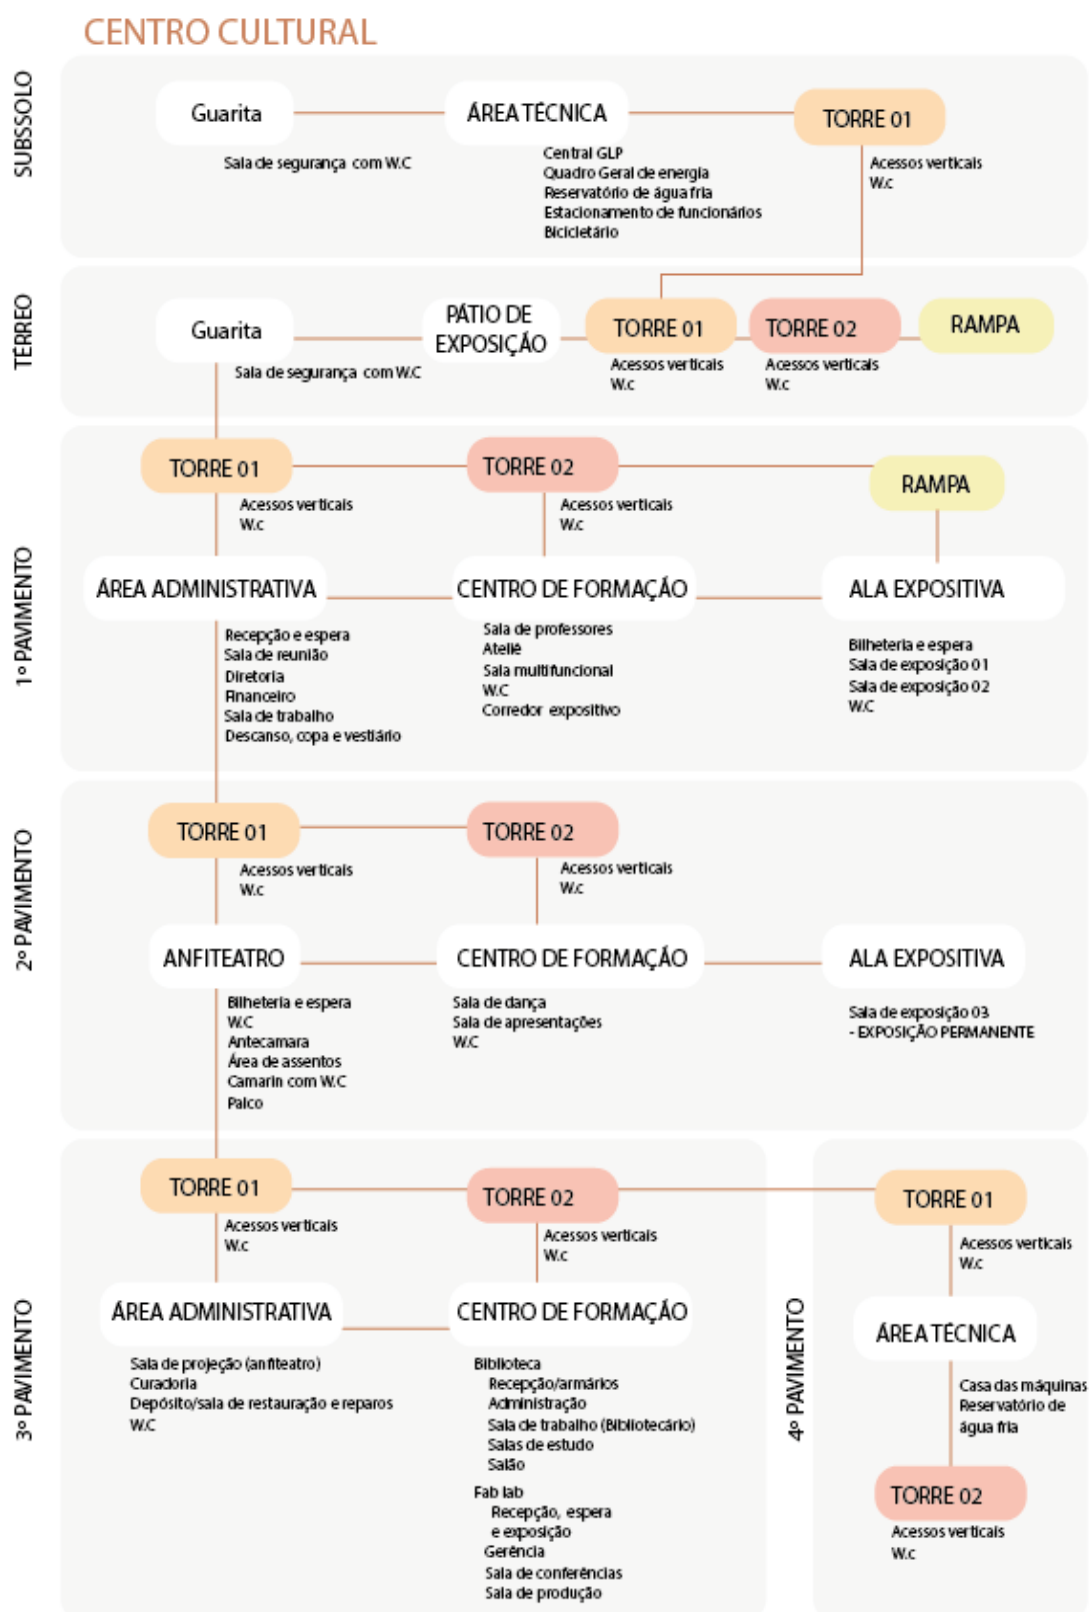 CENTRO CULTURAL
SUBSSOLO
Guarita
Sala de segurança com W.C
ÁREA TÉCNICA
Central GLP
Quadro Geral de energia
Reservatório de água fria
Estacionamento de funcionários
Bicicletário
TORRE 01
Acessos verticais
W.c
TÉRREO
Guarita
Sala de segurança com W.C
PÁTIO DE
EXPOSIÇÃO
TORRE 01
Acessos verticais
W.c
TORRE 02
Acessos verticais
W.c
RAMPA
1º PAVIMENTO
TORRE 01
Acessos verticais
W.c
TORRE 02
Acessos verticais
W.c
RAMPA
ÁREA ADMINISTRATIVA
Recepção e espera
Sala de reunião
Diretoria
Financeiro
Sala de trabalho
Descanso, copa e vestiário
CENTRO DE FORMAÇÃO
Sala de professores
Ateliê
Sala multifuncional
W.C
Corredor expositivo
ALA EXPOSITIVA
Bilheteria e espera
Sala de exposição 01
Sala de exposição 02
W.C
2º PAVIMENTO
TORRE 01
Acessos verticais
W.c
TORRE 02
Acessos verticais
W.c
ANFITEATRO
Bilheteria e espera
W.C
Antecamara
Área de assentos
Camarin com W.C
Palco
CENTRO DE FORMAÇÃO
Sala de dança
Sala de apresentações
W.C
ALA EXPOSITIVA
Sala de exposição 03
- EXPOSIÇÃO PERMANENTE
3º PAVIMENTO
TORRE 01
Acessos verticais
W.c
TORRE 02
Acessos verticais
W.c
ÁREA ADMINISTRATIVA
Sala de projeção (anfiteatro)
Curadoria
Depósito/sala de restauração e reparos
W.C
CENTRO DE FORMAÇÃO
Biblioteca
Recepção/armários
Administração
Sala de trabalho (Bibliotecário)
Salas de estudo
Salão
Fab lab
Recepção, espera
e exposição
Gerência
Sala de conferências
Sala de produção
4º PAVIMENTO
TORRE 01
Acessos verticais
W.c
ÁREA TÉCNICA
Casa das máquinas
Reservatório de
água fria
TORRE 02
Acessos verticais
W.c